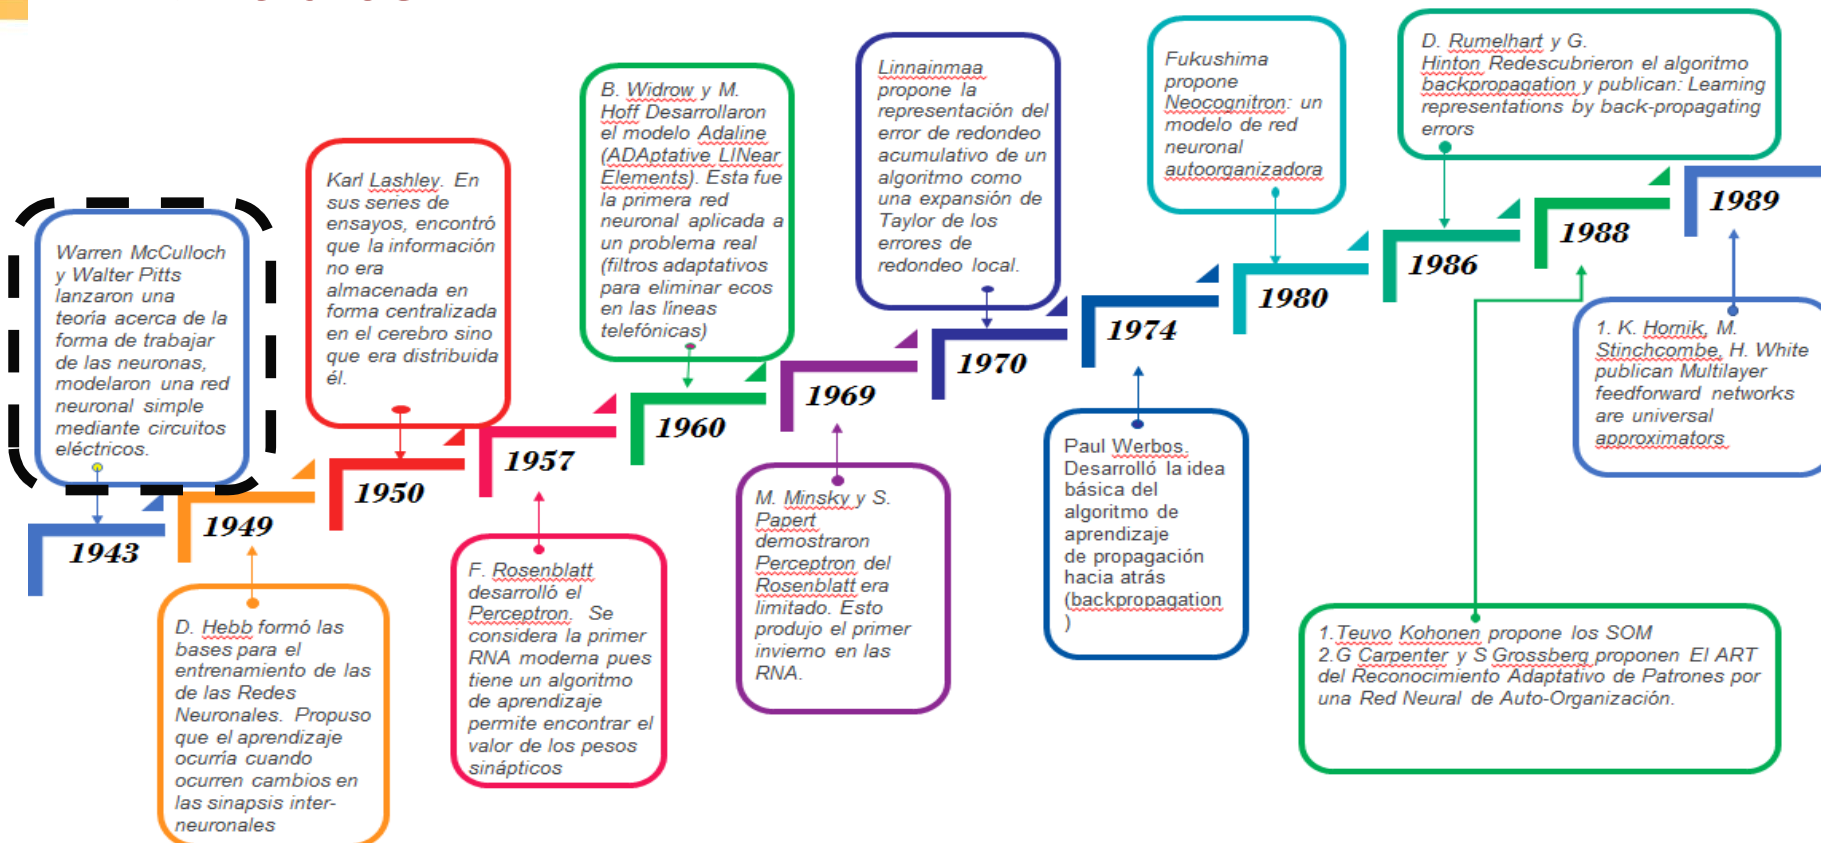 Warren McCulloch
y Walter Pitts
lanzaron una
teoría acerca de la
forma de trabajar
de las neuronas,
modelaron una red
neuronal simple
mediante circuitos
eléctricos.
1943
1949
D. Hebb formó las
bases para el
entrenamiento de las
de las Redes
Neuronales. Propuso
que el aprendizaje
ocurría cuando
ocurren cambios en
las sinapsis inter-
neuronales
Karl Lashley. En
sus series de
ensayos, encontró
que la información
no era
almacenada en
forma centralizada
en el cerebro sino
que era distribuida
él.
1950
1957
F. Rosenblatt
desarrolló el
Perceptron. Se
considera la primer
RNA moderna pues
tiene un algoritmo
de aprendizaje
permite encontrar el
valor de los pesos
sinápticos
B. Widrow y M.
Hoff Desarrollaron
el modelo Adaline
(ADAptative LINear
Elements). Esta fue
la primera red
neuronal aplicada a
un problema real
(filtros adaptativos
para eliminar ecos
en las líneas
telefónicas)
1960
1969
M. Minsky y S.
Papert
demostraron
Perceptron del
Rosenblatt era
limitado. Esto
produjo el primer
invierno en las
RNA.
Linnainmaa
propone la
representación del
error de redondeo
acumulativo de un
algoritmo como
una expansión de
Taylor de los
errores de
redondeo local.
1970
1974
Paul Werbos.
Desarrolló la idea
básica del
algoritmo de
aprendizaje
de propagación
hacia atrás
(backpropagation
)
Fukushima
propone
Neocognitron: un
modelo de red
neuronal
autoorganizadora
1980
D. Rumelhart y G.
Hinton Redescubrieron el algoritmo
backpropagation y publican: Learning
representations by back-propagating
errors
1986
1988
1.Teuvo Kohonen propone los SOM
2.G Carpenter y S Grossberg proponen El ART
del Reconocimiento Adaptativo de Patrones por
una Red Neural de Auto-Organización.
1989
1. K. Hornik, M.
Stinchcombe, H. White
publican Multilayer
feedforward networks
are universal
approximators